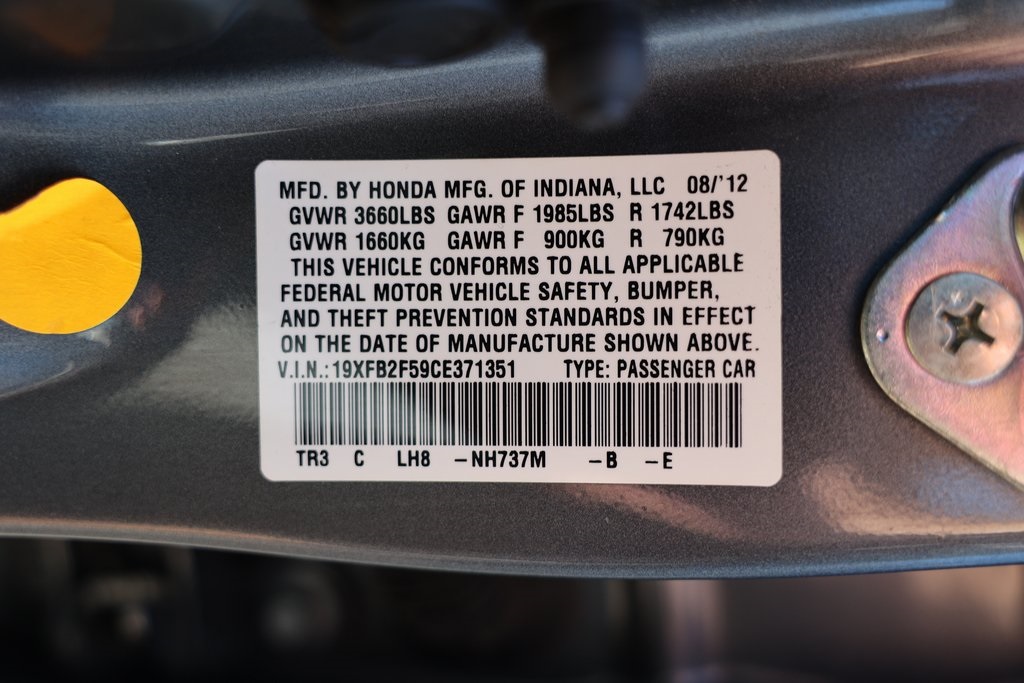 MFD. BY HONDA MFG. OF INDIANA, LLC 08/'12
GVWR 3660LBS GAWR F 1985LBS R 1742LBS
GVWR 1660KG GAWR F 900KG R 790KG
THIS VEHICLE CONFORMS TO ALL APPLICABLE
FEDERAL MOTOR VEHICLE SAFETY, BUMPER,
AND THEFT PREVENTION STANDARDS IN EFFECT
ON THE DATE OF MANUFACTURE SHOWN ABOVE.
V.I.N.:19XFB2F59CE371351 TYPE: PASSENGER CAR
TR3 C LH8 -NH737M -B -E